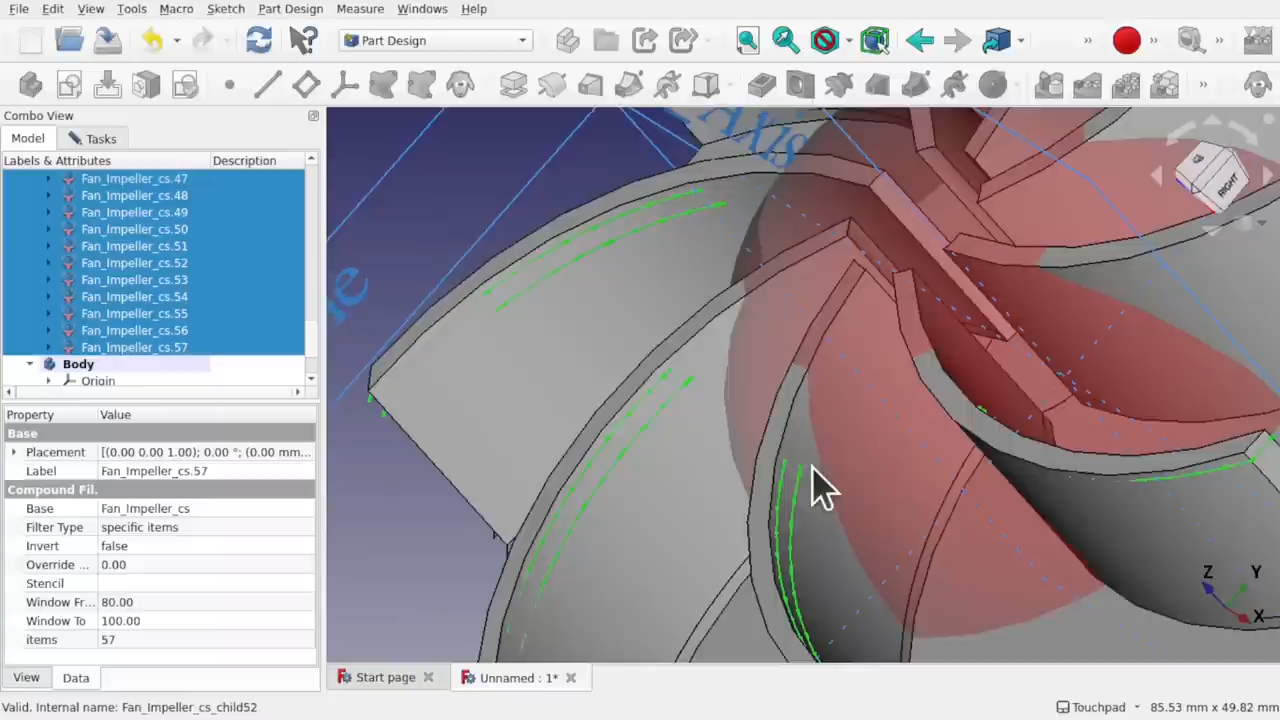 File Edit View Tools Macro Sketch Part Design Measure Windows Help
Part Design
Combo View
Model Tasks
Labels & Attributes Description
Fan_Impeller_cs.47
Fan_Impeller_cs.48
Fan_Impeller_cs.49
Fan_Impeller_cs.50
Fan_Impeller_cs.51
Fan_Impeller_cs.52
Fan_Impeller_cs.53
Fan_Impeller_cs.54
Fan_Impeller_cs.55
Fan_Impeller_cs.56
Fan_Impeller_cs.57
Body
Origin
Property Value
Base
Placement [(0.00 0.00 1.00); 0.00 °; (0.00 mm...
Label Fan_Impeller_cs.57
Compound Fil.
Base Fan_Impeller_cs
Filter Type specific items
Invert false
Override ... 0.00
Stencil
Window Fr... 80.00
Window To 100.00
items 57
View Data
Axis
ne
RIGHT
Z Y
X
Start page Unnamed : 1*
Valid, Internal name: Fan_Impeller_cs_child52
Touchpad 85.53 mm x 49.82 mm